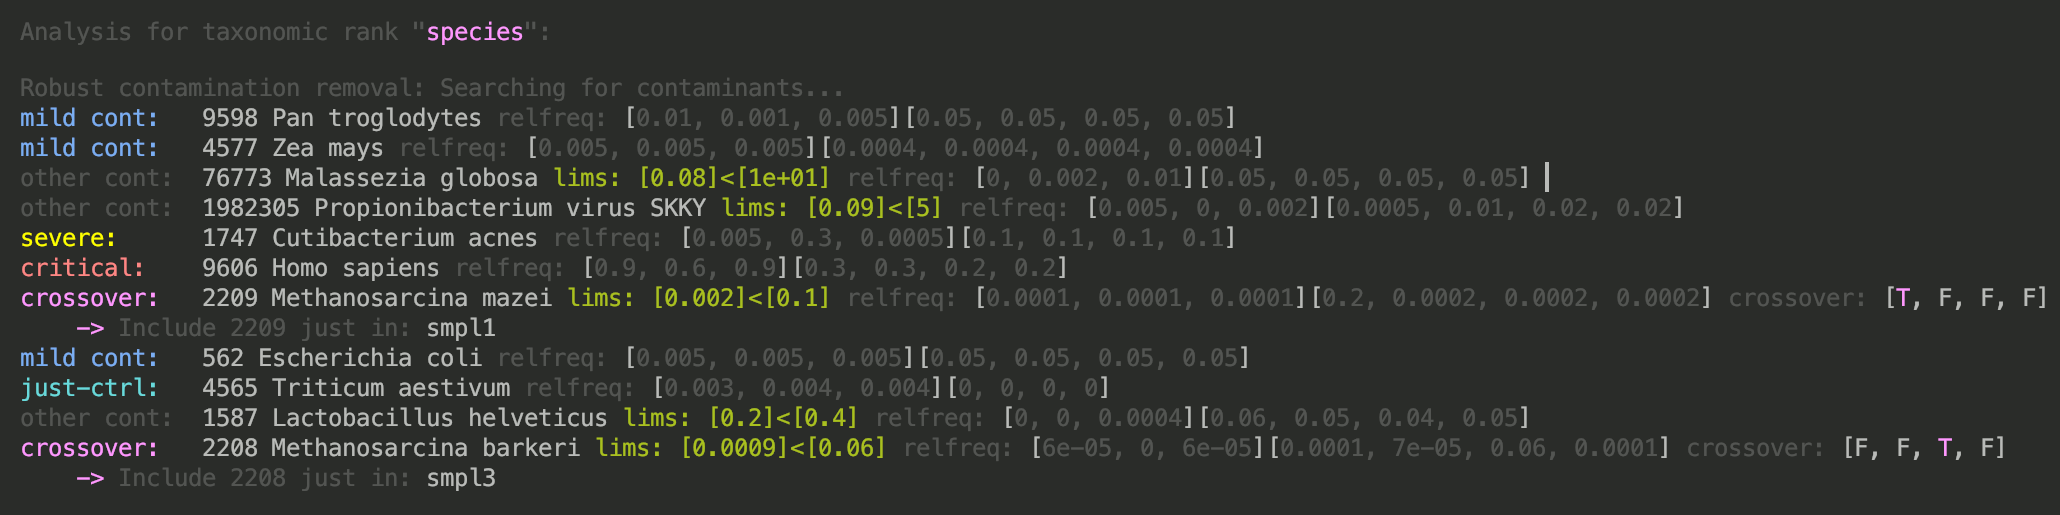 Analysis for taxonomic rank "species":
Robust contamination removal: Searching for contaminants...
mild cont: 9598 Pan troglodytes relfreq: [0.01, 0.001, 0.005][0.05, 0.05, 0.05, 0.05]
mild cont: 4577 Zea mays relfreq: [0.005, 0.005, 0.005][0.0004, 0.0004, 0.0004, 0.0004]
other cont: 76773 Malassezia globosa lims: [0.08]<[1e+01] relfreq: [0, 0.002, 0.01][0.05, 0.05, 0.05, 0.05]
other cont: 1982305 Propionibacterium virus SKKY lims: [0.09]<[5] relfreq: [0.005, 0, 0.002][0.0005, 0.01, 0.02, 0.02]
severe: 1747 Cutibacterium acnes relfreq: [0.005, 0.3, 0.0005][0.1, 0.1, 0.1, 0.1]
critical: 9606 Homo sapiens relfreq: [0.9, 0.6, 0.9][0.3, 0.3, 0.2, 0.2]
crossover: 2209 Methanosarcina mazei lims: [0.002]<[0.1] relfreq: [0.0001, 0.0001, 0.0001][0.2, 0.0002, 0.0002, 0.0002] crossover: [T, F, F, F]
-> Include 2209 just in: smpl1
mild cont: 562 Escherichia coli relfreq: [0.005, 0.005, 0.005][0.05, 0.05, 0.05, 0.05]
just-ctrl: 4565 Triticum aestivum relfreq: [0.003, 0.004, 0.004][0, 0, 0, 0]
other cont: 1587 Lactobacillus helveticus lims: [0.2]<[0.4] relfreq: [0, 0, 0.0004][0.06, 0.05, 0.04, 0.05]
crossover: 2208 Methanosarcina barkeri lims: [0.0009]<[0.06] relfreq: [6e-05, 0, 6e-05][0.0001, 7e-05, 0.06, 0.0001] crossover: [F, F, T, F]
-> Include 2208 just in: smpl3